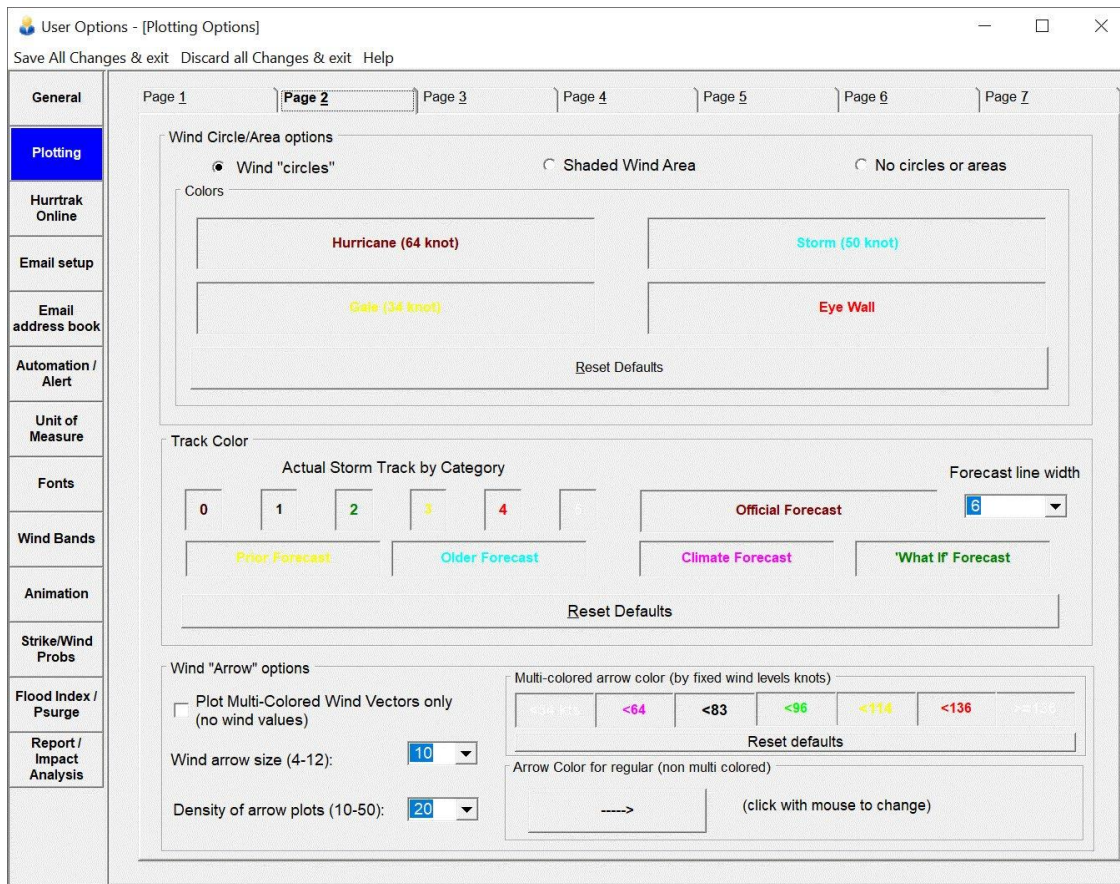 User Options - [Plotting Options]
Save All Changes & exit Discard all Changes & exit Help
General
Plotting
Hurrtrak
Online
Email setup
Email
address book
Automation /
Alert
Unit of
Measure
Fonts
Wind Bands
Animation
Strike/Wind
Probs
Flood Index /
Psurge
Report /
Impact
Analysis
Page 1 Page 2 Page 3 Page 4 Page 5 Page 6 Page 7
Wind Circle/Area options
Wind "circles" Shaded Wind Area No circles or areas
Colors
Hurricane (64 knot) Storm (50 knot)
Gale (34 knot) Eye Wall
Reset Defaults
Track Color
Actual Storm Track by Category
Forecast line width
0 1 2 3 4 5 Official Forecast 6
Prior Forecast Older Forecast Climate Forecast 'What If' Forecast
Reset Defaults
Wind "Arrow" options
Plot Multi-Colored Wind Vectors only
(no wind values)
Wind arrow size (4-12): 10
Density of arrow plots (10-50): 20
Multi-colored arrow color (by fixed wind levels knots)
<34 kts <64 <83 <96 <114 <136 >=136
Reset defaults
Arrow Color for regular (non multi colored)
-----> (click with mouse to change)